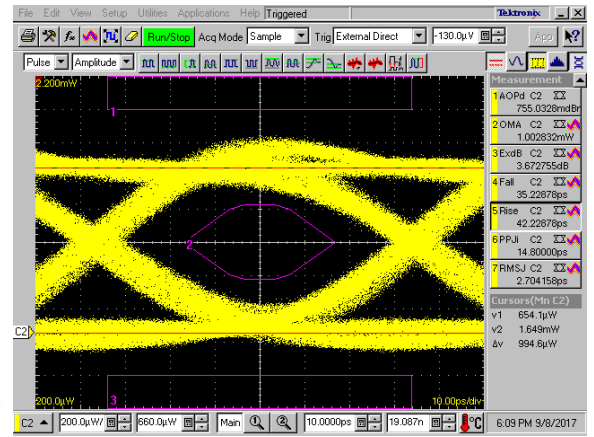 File Edit View Setup Utilities Applications Help Triggered Tektronix
Run/Stop Acq Mode Sample Trig External Direct -130.0µV App
Pulse Amplitude
2.200mW
1
2
200.0µW 3 10.00ps/div
C2
Measurement
1 AOPd C2
755.0328mdBr
2 OMA C2
1.002832mW
3 ExdB C2
3.672755dB
4 Fall C2
35.22878ps
5 Rise C2
42.22878ps
6 PPJi C2
14.80000ps
7 RMSJ C2
2.704158ps
Cursors(Mn C2)
v1 654.1µW
v2 1.649mW
Δv 994.6µW
C2 200.0µW/ 660.0µW Main 10.0000ps 19.087n °C 6:09 PM 9/8/2017